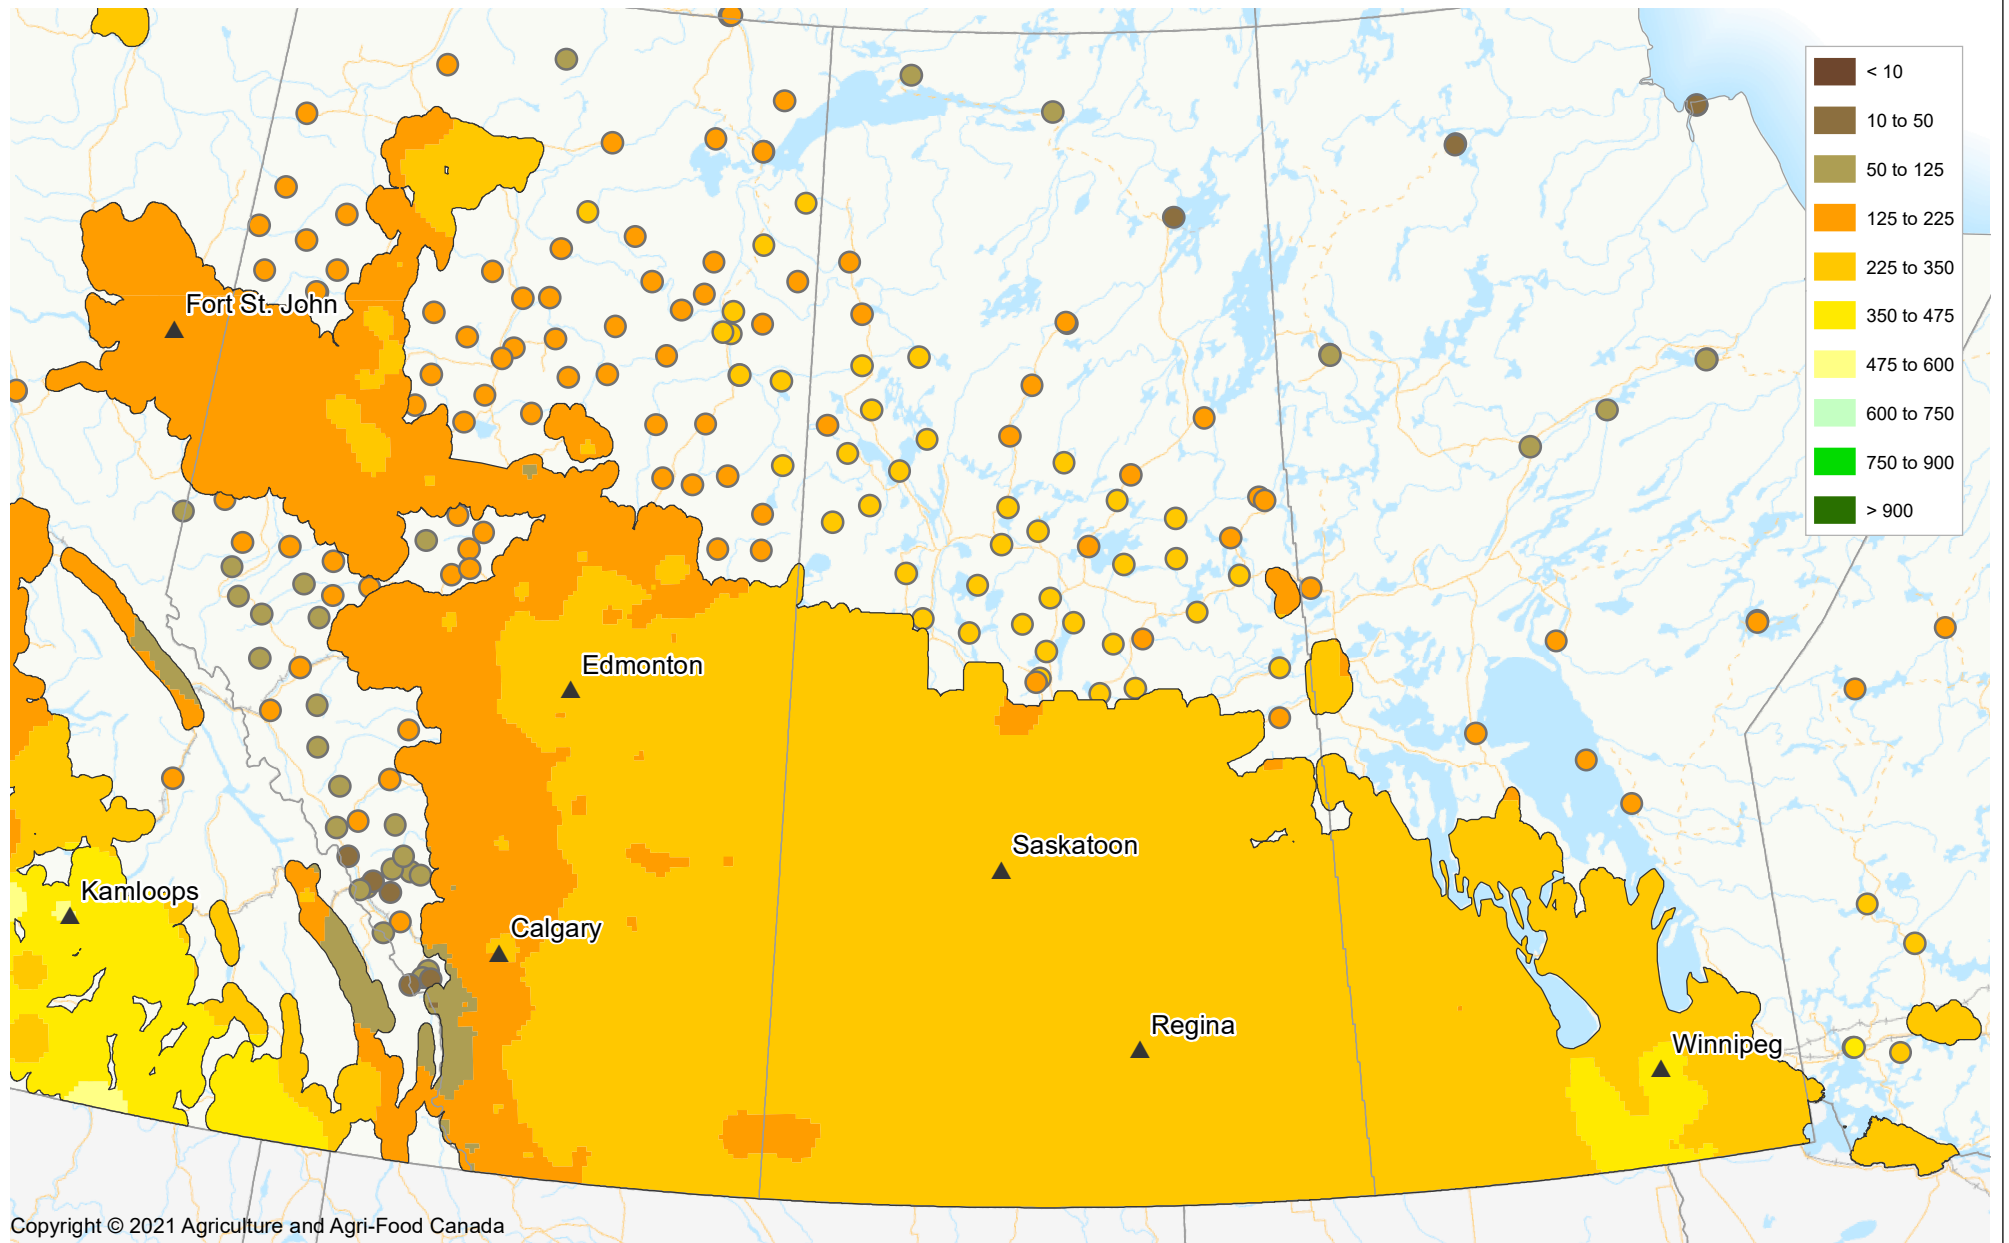 < 10
10 to 50
50 to 125
125 to 225
225 to 350
350 to 475
475 to 600
600 to 750
750 to 900
> 900
Fort St. John
Edmonton
Saskatoon
Kamloops
Calgary
Regina
Winnipeg
Copyright © 2021 Agriculture and Agri-Food Canada